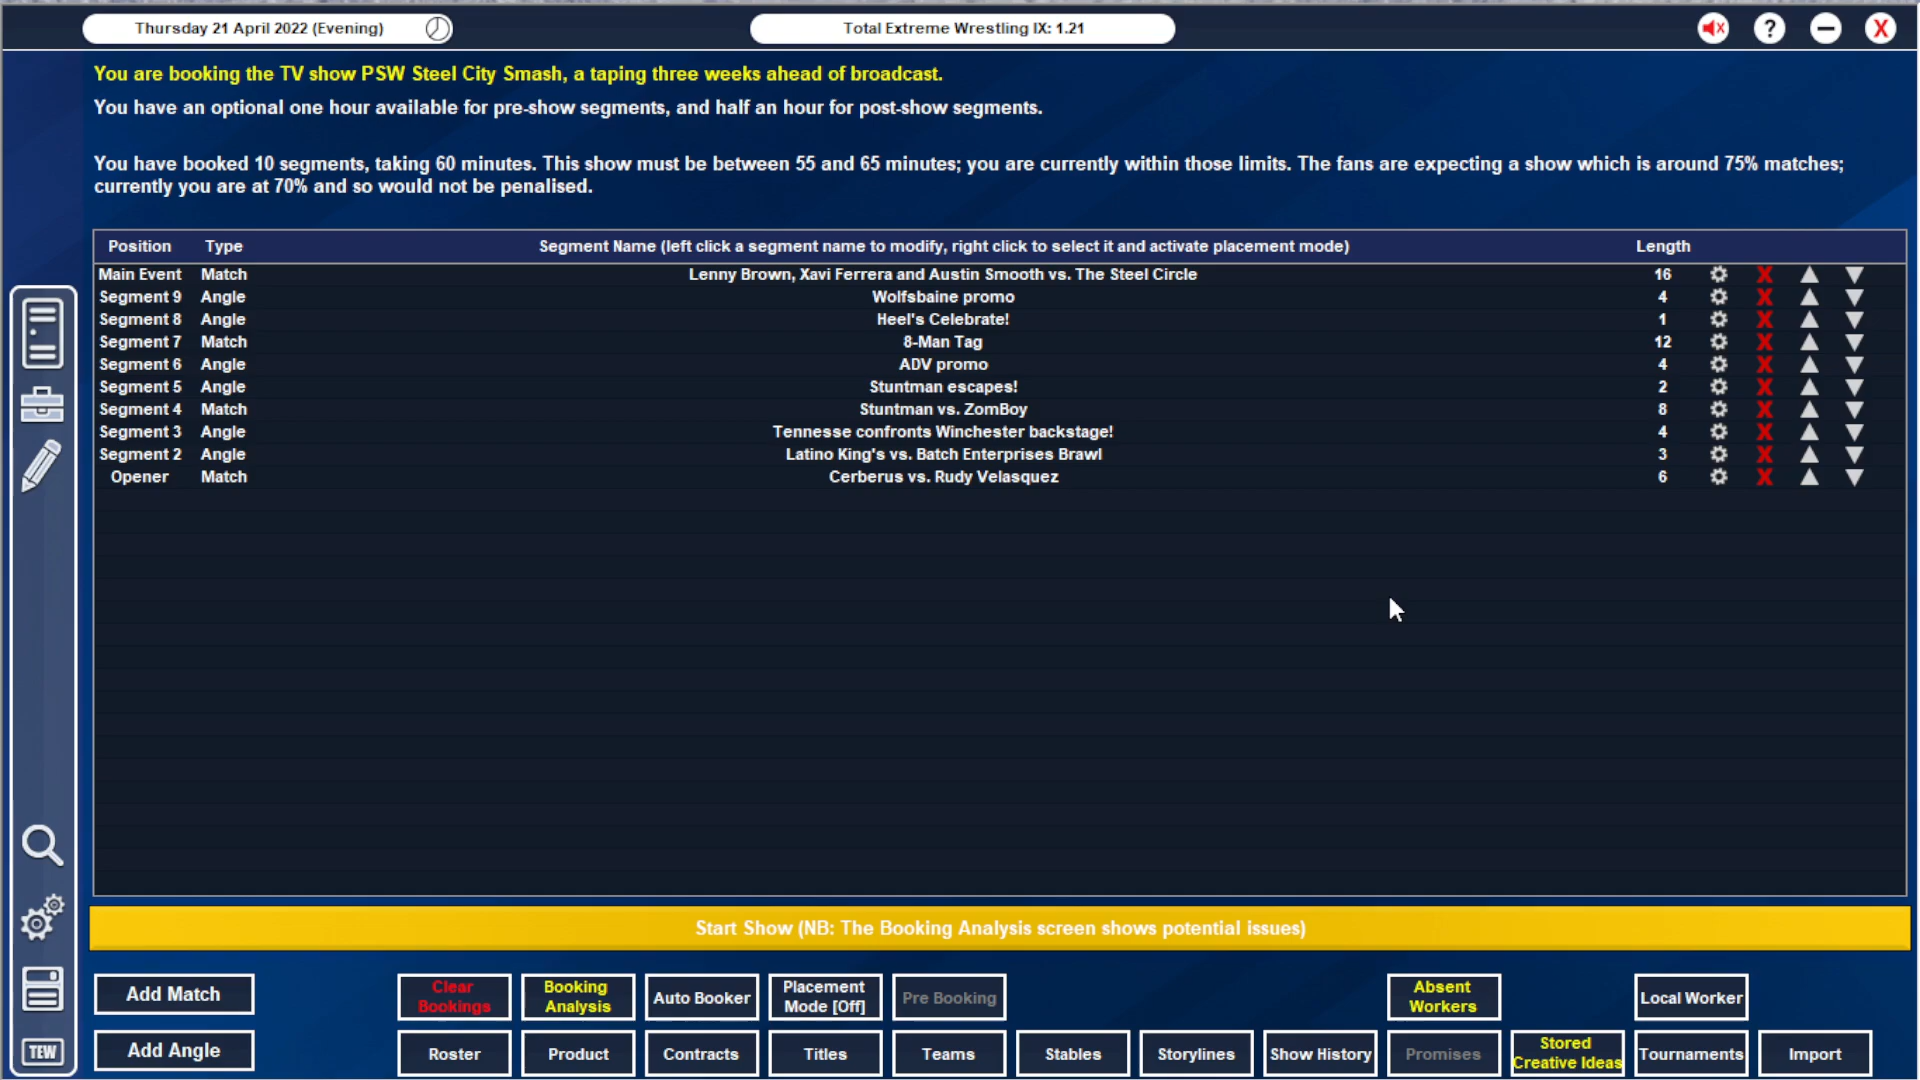 Thursday 21 April 2022 (Evening)
Total Extreme Wrestling IX: 1.21
?
X
You are booking the TV show PSW Steel City Smash, a taping three weeks ahead of broadcast.
You have an optional one hour available for pre-show segments, and half an hour for post-show segments.
You have booked 10 segments, taking 60 minutes. This show must be between 55 and 65 minutes; you are currently within those limits. The fans are expecting a show which is around 75% matches;
currently you are at 70% and so would not be penalised.
Position Type Segment Name (left click a segment name to modify, right click to select it and activate placement mode) Length
Main Event Match Lenny Brown, Xavi Ferrera and Austin Smooth vs. The Steel Circle 16 X
Segment 9 Angle Wolfsbaine promo 4 X
Segment 8 Angle Heel's Celebrate! 1 X
Segment 7 Match 8-Man Tag 12 X
Segment 6 Angle ADV promo 4 X
Segment 5 Angle Stuntman escapes! 2 X
Segment 4 Match Stuntman vs. ZomBoy 8 X
Segment 3 Angle Tennesse confronts Winchester backstage! 4 X
Segment 2 Angle Latino King's vs. Batch Enterprises Brawl 3 X
Opener Match Cerberus vs. Rudy Velasquez 6 X
Start Show (NB: The Booking Analysis screen shows potential issues)
Add Match
Clear Bookings
Booking Analysis
Auto Booker
Placement Mode [Off]
Pre Booking
Absent Workers
Local Worker
TEW
Add Angle
Roster
Product
Contracts
Titles
Teams
Stables
Storylines
Show History
Promises
Stored Creative Ideas
Tournaments
Import